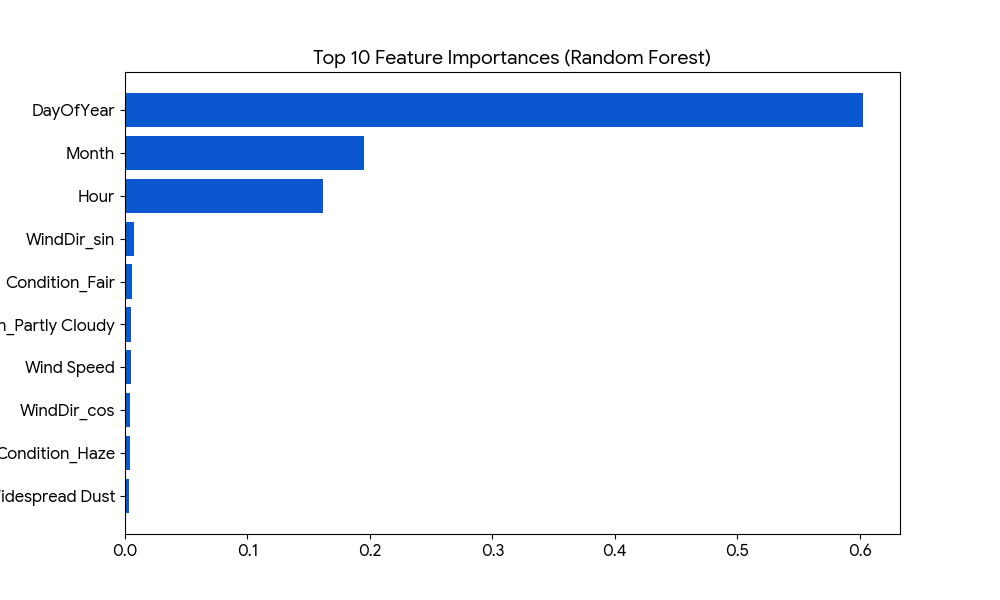 Top 10 Feature Importances (Random Forest)
DayOfYear
Month
Hour
WindDir_sin
Condition_Fair
n_Partly Cloudy
Wind Speed
WindDir_cos
Condition_Haze
idespread Dust
0.0 0.1 0.2 0.3 0.4 0.5 0.6